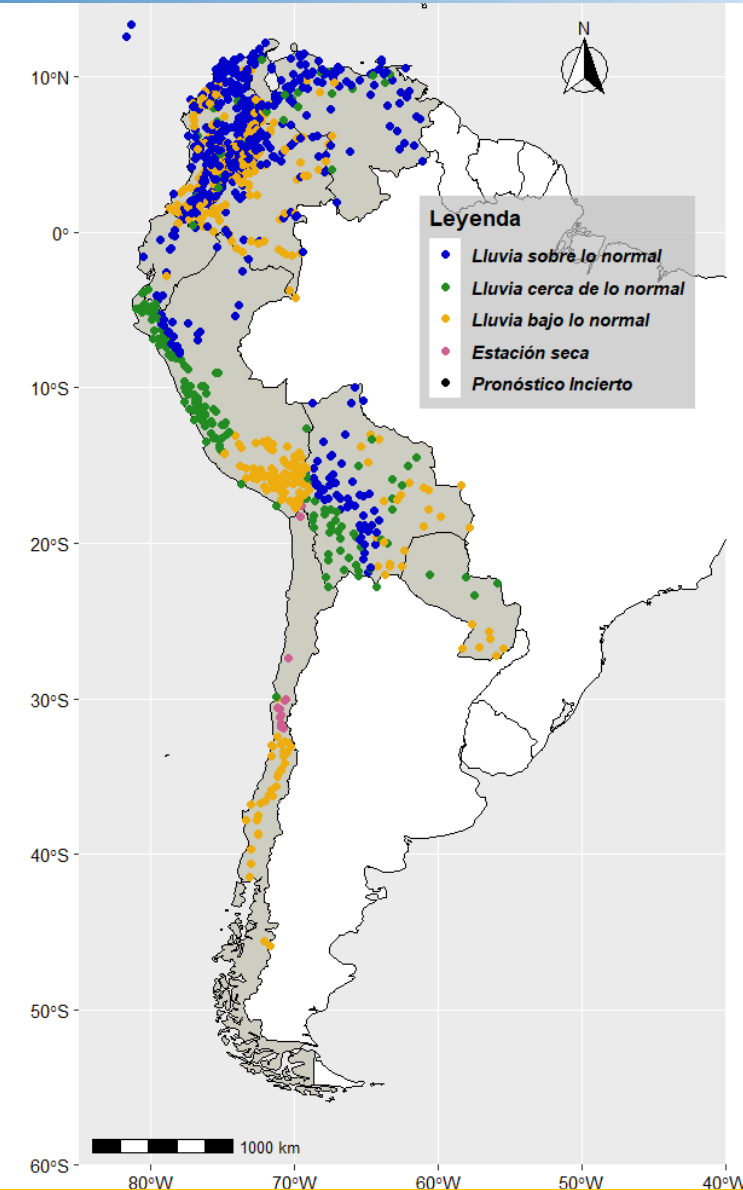 N
10°N
0°
10°S
20°S
30°S
40°S
50°S
60°S
Leyenda
Lluvia sobre lo normal
Lluvia cerca de lo normal
Lluvia bajo lo normal
Estación seca
Pronóstico Incierto
1000 km
80°W 70°W 60°W 50°W 40°W